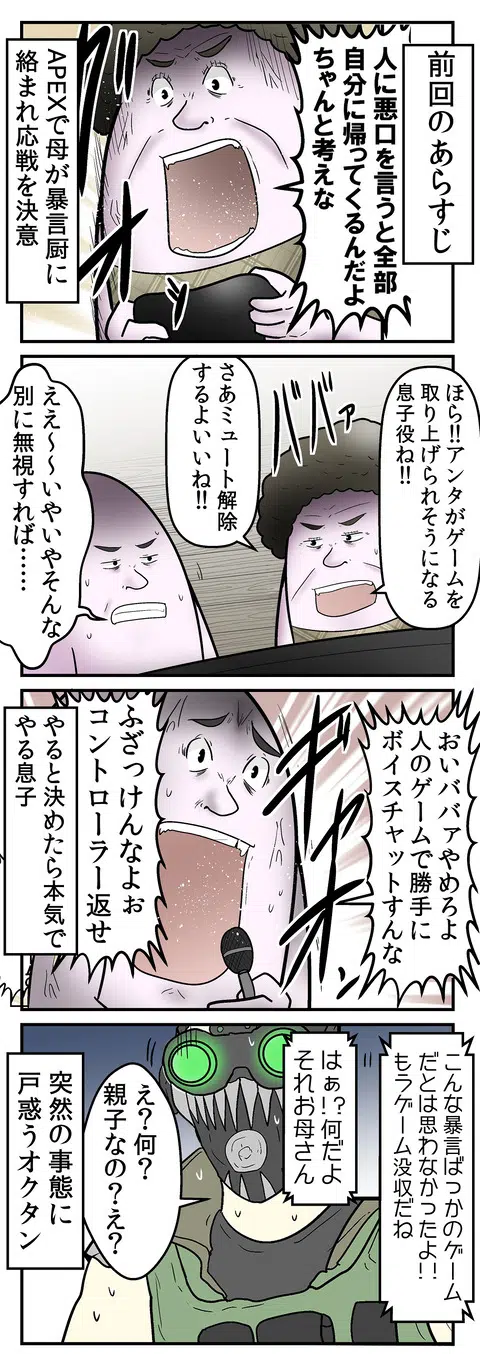 前回のあらすじ
人に悪口を言うと全部
自分に帰ってくるんだよ
ちゃんと考えな
APEXで母が暴言厨に
絡まれ応戦を決意
ほら!!アンタがゲームを
取り上げられそうになる
息子役ね!!
ババァ
さあミュート解除
するよいいね!!
ええ〜〜いやいやそんな
別に無視すれば……
おいババァやめろよ
人のゲームで勝手に
ボイスチャットすんな
ギャーン
ふざっけんなよぉ
コントローラー返せ
やると決めたら本気で
やる息子
こんな暴言ばっかのゲーム
だとは思わなかったよ!!
もうゲーム没収だね
はぁ!?何だよ
それお母さん
え?何?
親子なの?え?
突然の事態に
戸惑うオクタン